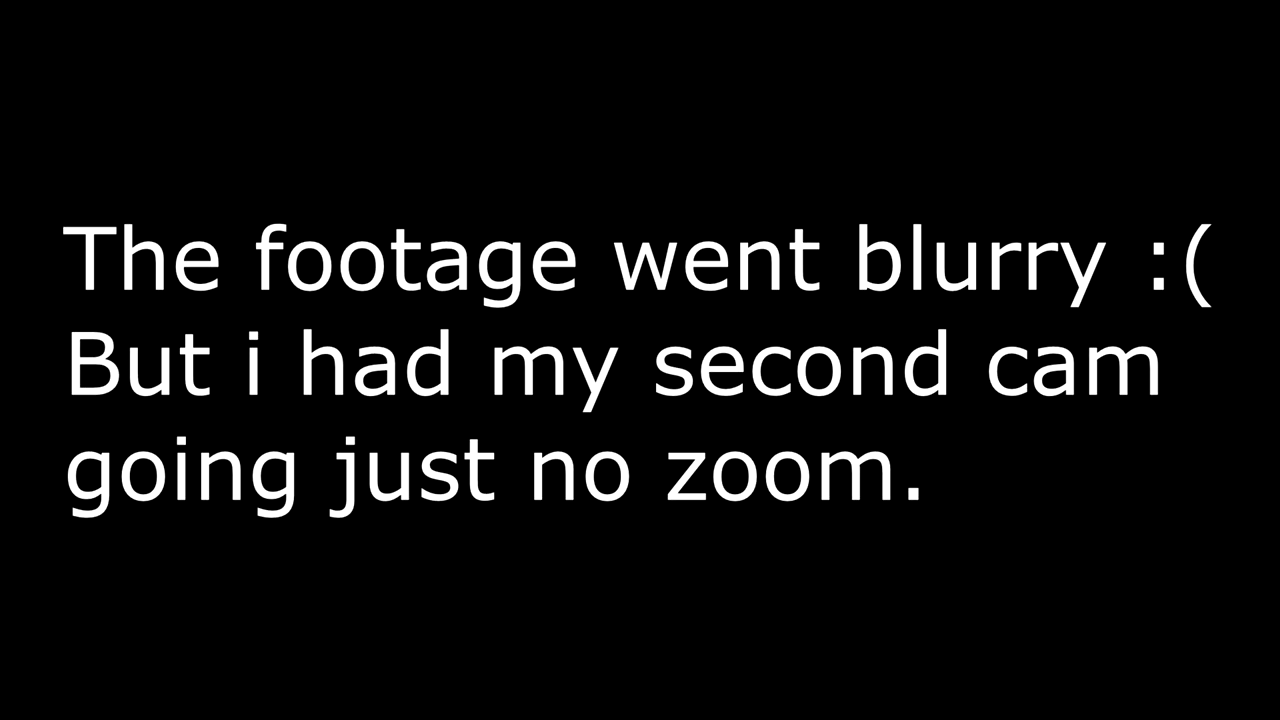 The footage went blurry :(
But i had my second cam
going just no zoom.